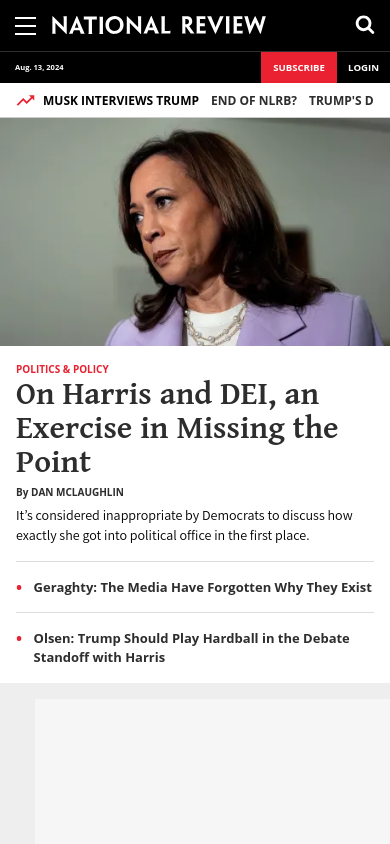 NATIONAL REVIEW
Aug. 13, 2024
SUBSCRIBE
LOGIN
MUSK INTERVIEWS TRUMP END OF NLRB? TRUMP'S D
POLITICS & POLICY
On Harris and DEI, an
Exercise in Missing the
Point
By DAN MCLAUGHLIN
It’s considered inappropriate by Democrats to discuss how
exactly she got into political office in the first place.
Geraghty: The Media Have Forgotten Why They Exist
Olsen: Trump Should Play Hardball in the Debate
Standoff with Harris